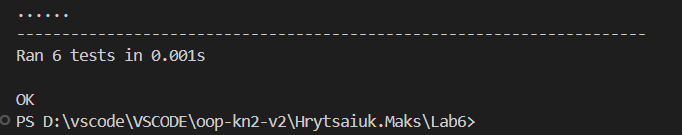 ......
----------------------------------------------------------------------
Ran 6 tests in 0.001s
OK
PS D:\vscode\VSCODE\oop-kn2-v2\Hrytsaiuk.Maks\Lab6>